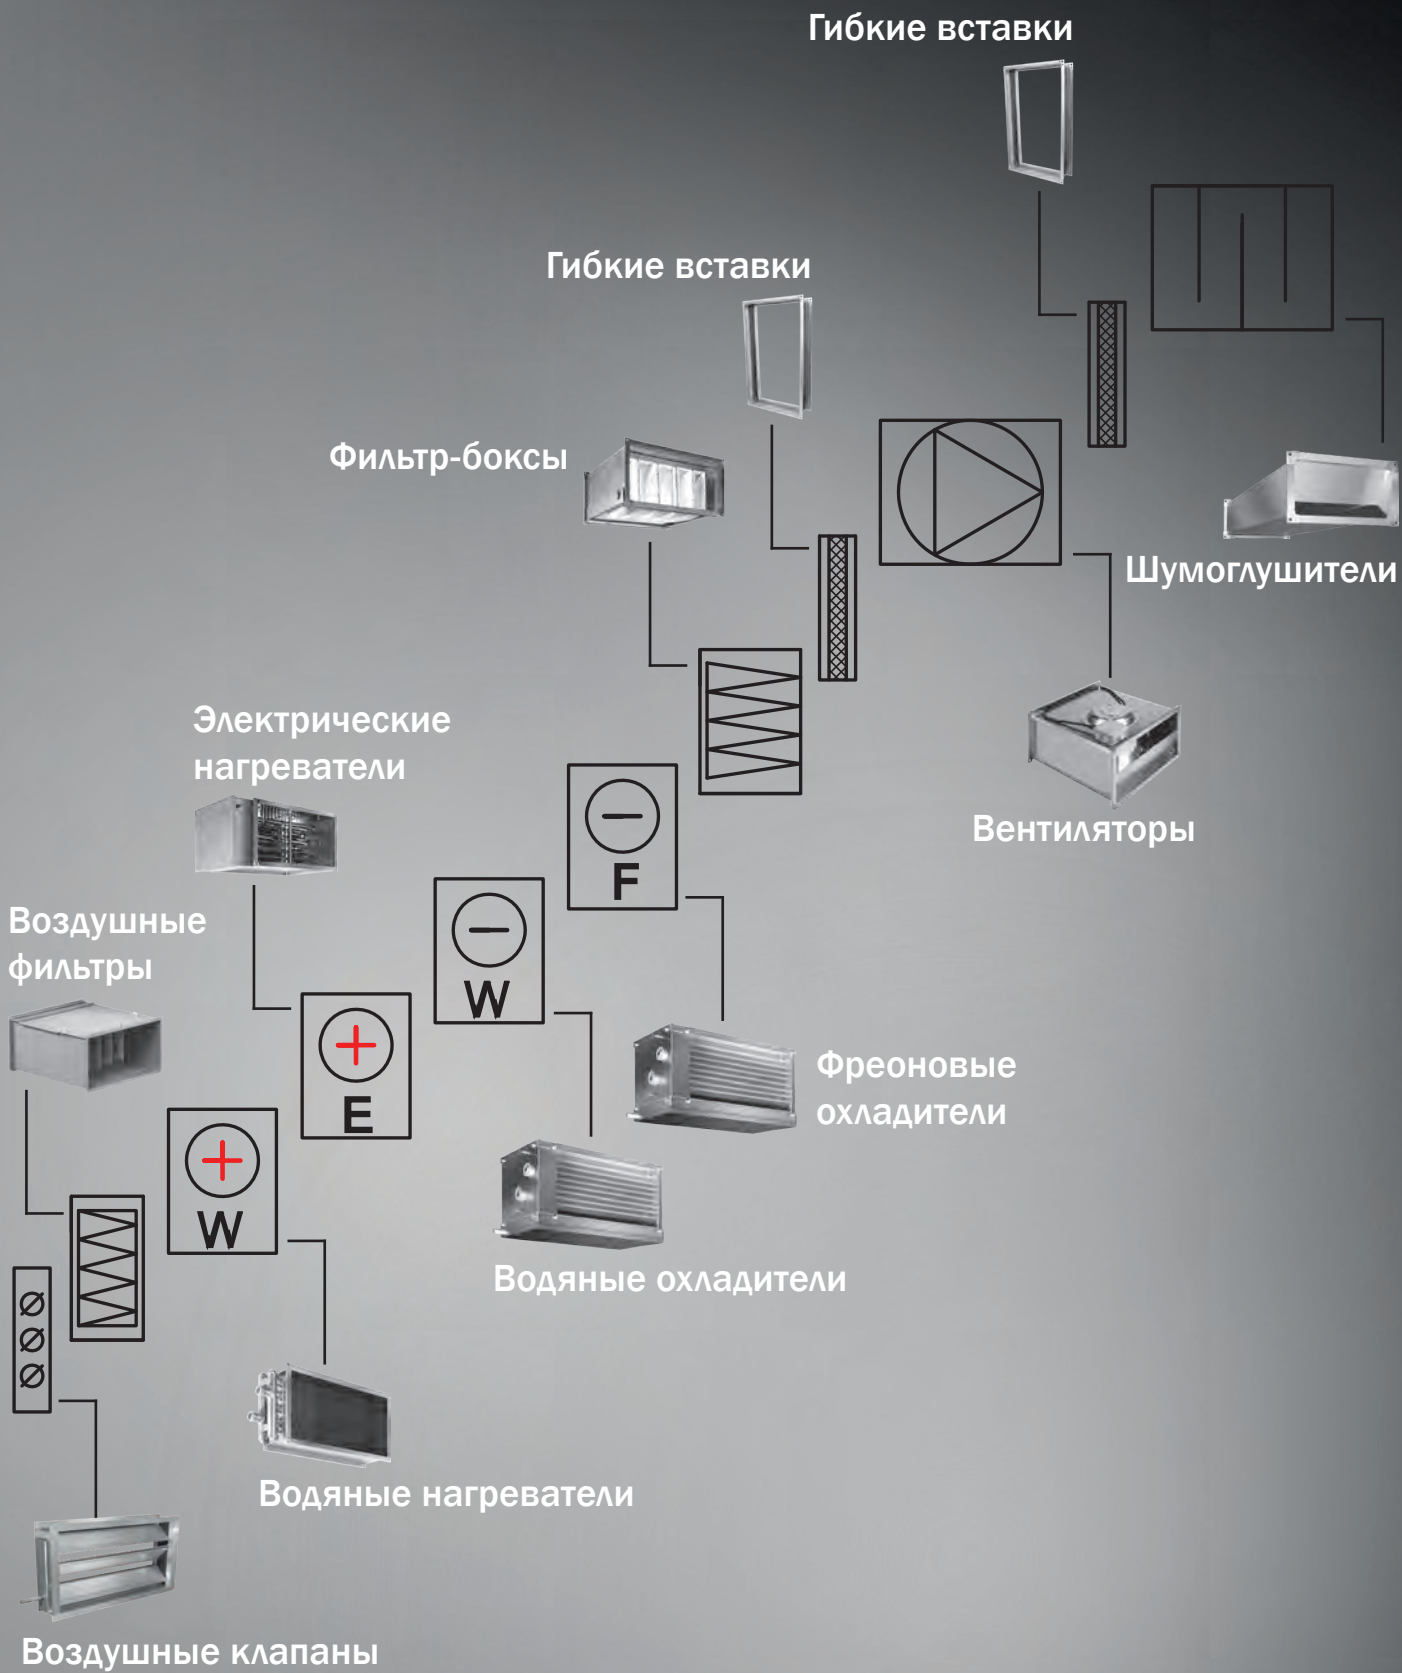 Гибкие вставки
Гибкие вставки
Фильтр-боксы
Шумоглушители
Электрические
нагреватели
Вентиляторы
F
Воздушные
фильтры
W
E
Фреоновые
охладители
W
Водяные охладители
Водяные нагреватели
Воздушные клапаны